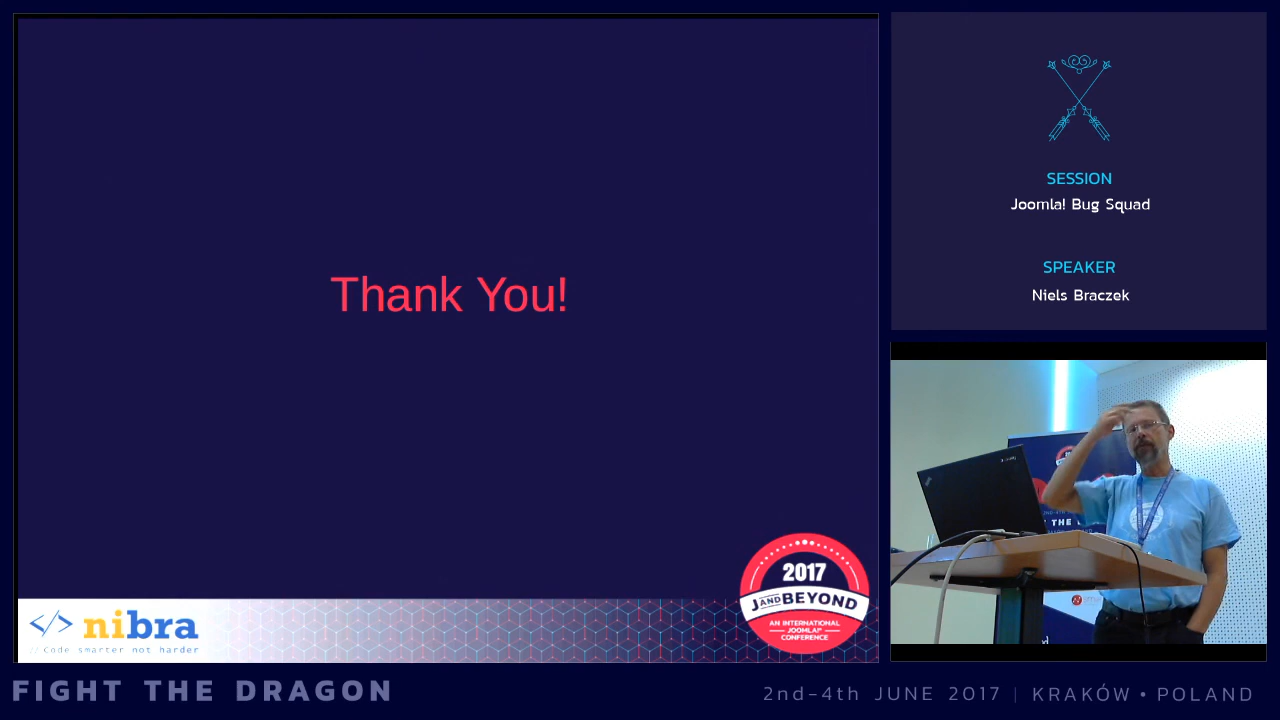 Thank You!
</> nibra
// Code smarter not harder
2017
J AND BEYOND
AN INTERNATIONAL
JOOMLA!®
CONFERENCE
SESSION
Joomla! Bug Squad
SPEAKER
Niels Braczek
FIGHT THE DRAGON
2nd-4th JUNE 2017 | KRAKÓW • POLAND